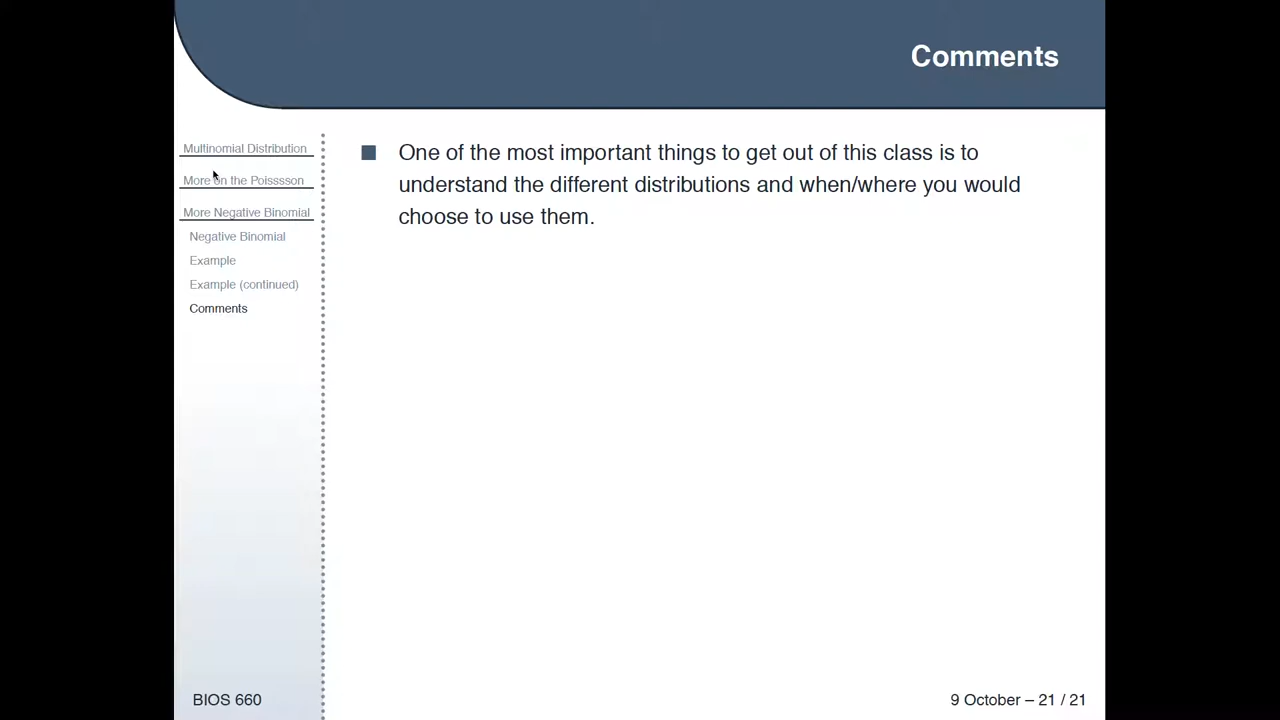 Comments
Multinomial Distribution
More on the Poisssson
More Negative Binomial
Negative Binomial
Example
Example (continued)
Comments
One of the most important things to get out of this class is to
understand the different distributions and when/where you would
choose to use them.
BIOS 660
9 October – 21 / 21